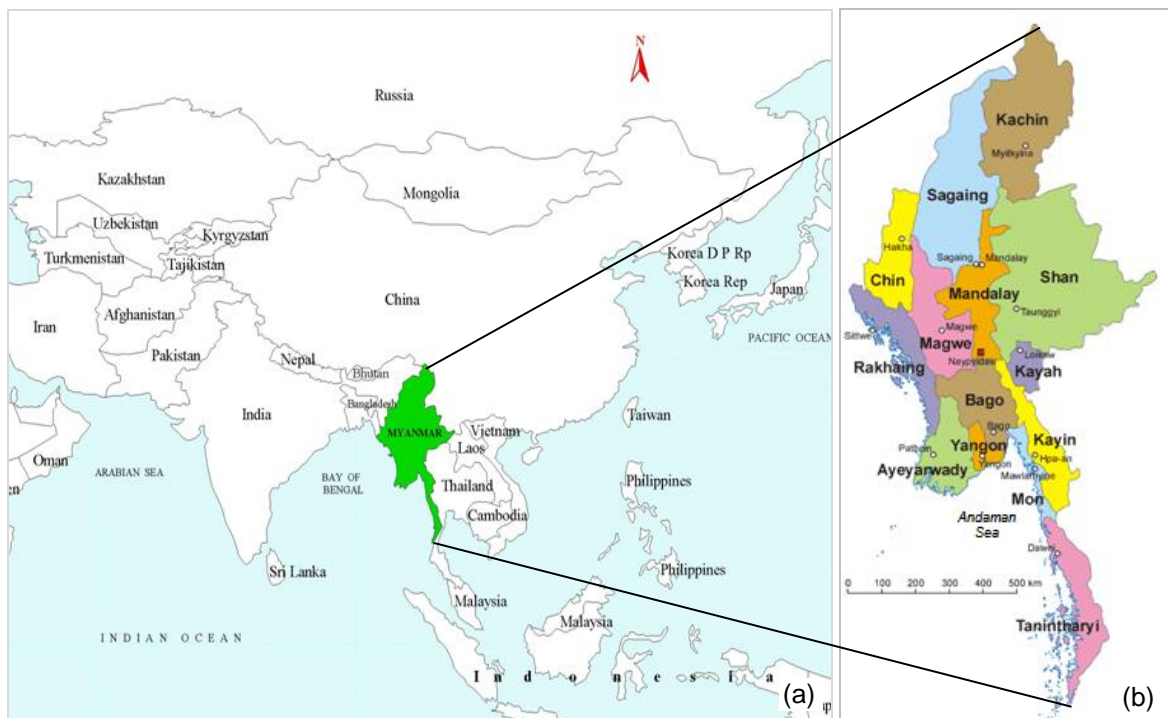 N
Russia
Kazakhstan
Mongolia
Uzbekistan
Kyrgyzstan
Turkmenistan
Tajikistan
Korea D P Rp
Korea Rep
Japan
China
Afghanistan
Iran
Pakistan
PACIFIC OCEAN
Nepal
Bhutan
Bangladesh
India
Taiwan
MYANMAR
Vietnam
Laos
Oman
ARABIAN SEA
BAY OF
BENGAL
Thailand
Philippines
Cambodia
Sri Lanka
Philippines
Malaysia
Malaysia
INDIAN OCEAN
Indonesia
(a)
Kachin
Myitkyina
Sagaing
Hakha
Sagaing
Mandalay
Chin
Shan
Mandalay
Taunggyi
Sittwe
Magwe
Magwe
Naypyidaw
Loikaw
Rakhaing
Kayah
Bago
Bago
Kayin
Pathein
Yangon
Hpa-an
Yangon
Ayeyarwady
Mawlamyine
Mon
Andaman
Sea
Dawei
0 100 200 300 400 500 km
Tanintharyi
(b)